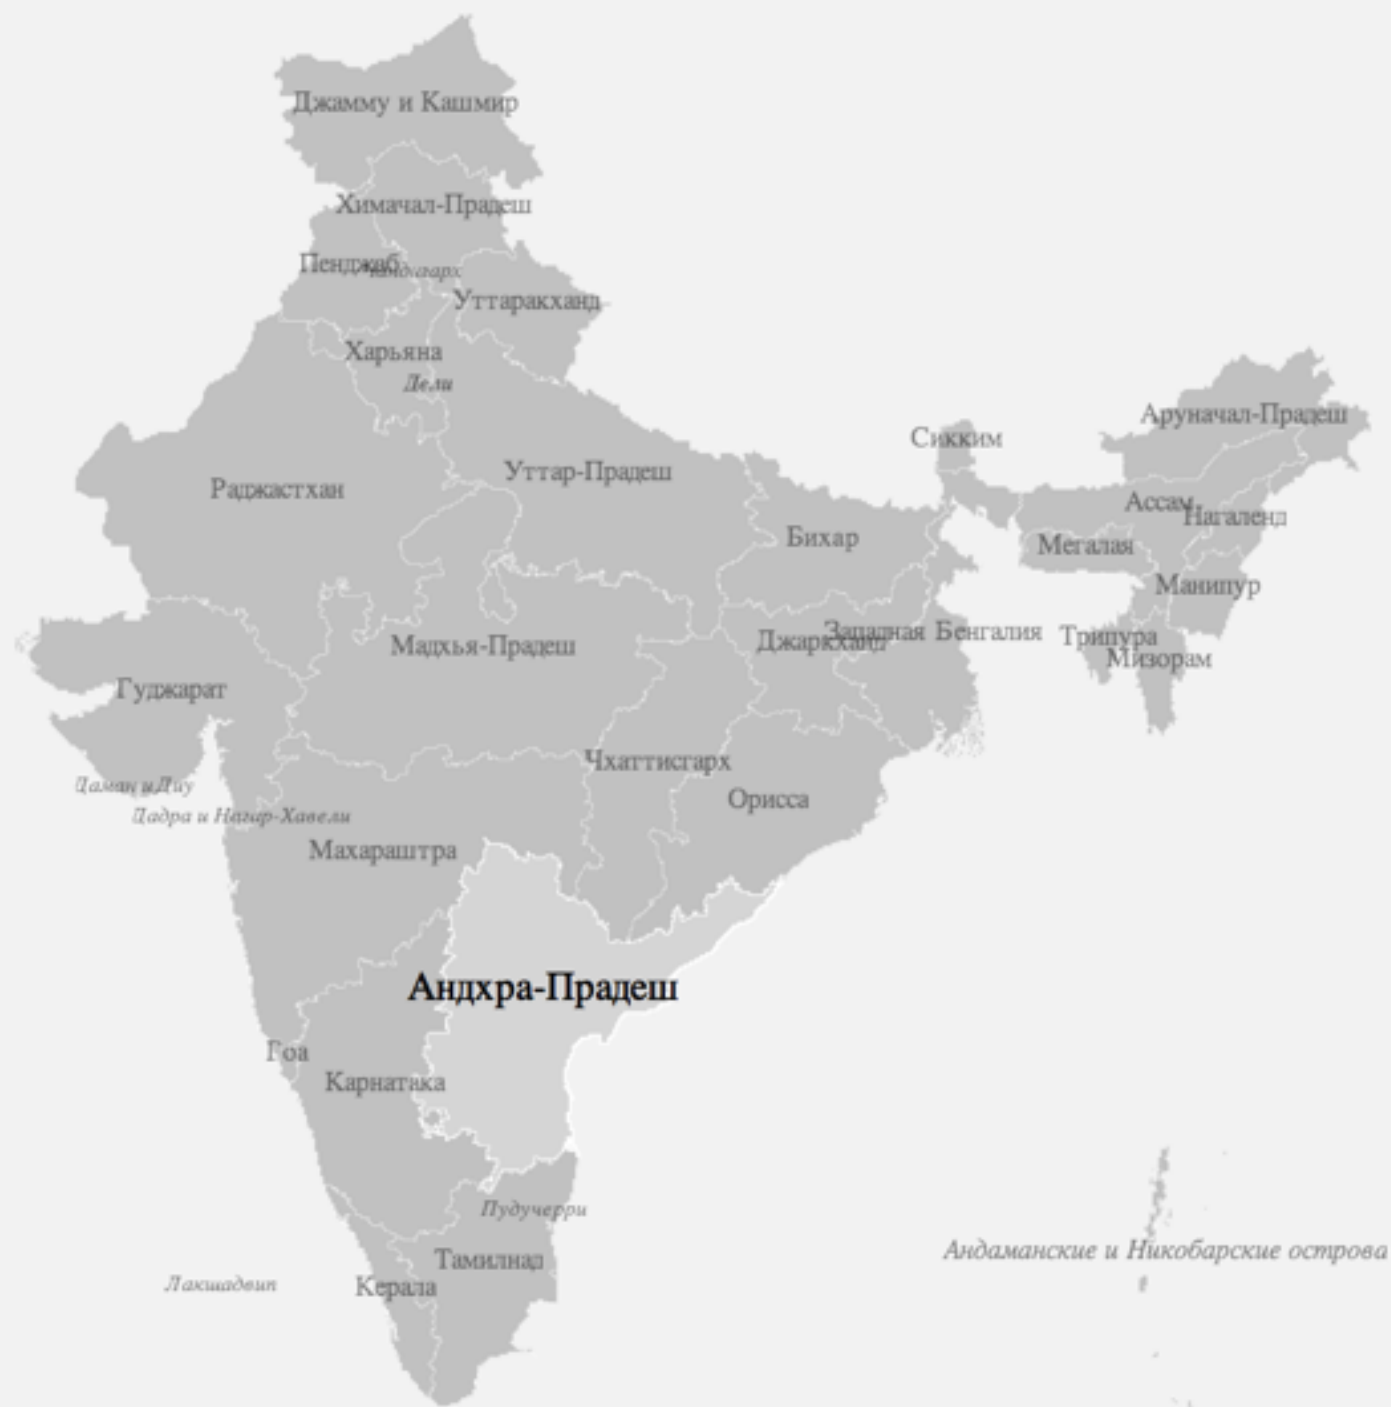 Джамму и Кашмир
Химачал-Прадеш
Пенджаб
Уттаракханд
Харьяна
Дели
Аруначал-Прадеш
Сикким
Уттар-Прадеш
Раджастхан
Ассам
Нагаленд
Бихар
Мегалая
Манипур
Западная Бенгалия
Джаркханд
Трипура
Мадхья-Прадеш
Мизорам
Гуджарат
Чхаттисгарх
Даман и Диу
Орисса
Дадра и Нагар-Хавели
Махараштра
Андхра-Прадеш
Гоа
Карнатака
Пудучерри
Андаманские и Никобарские острова
Тамилнад
Лакшадвип
Керала